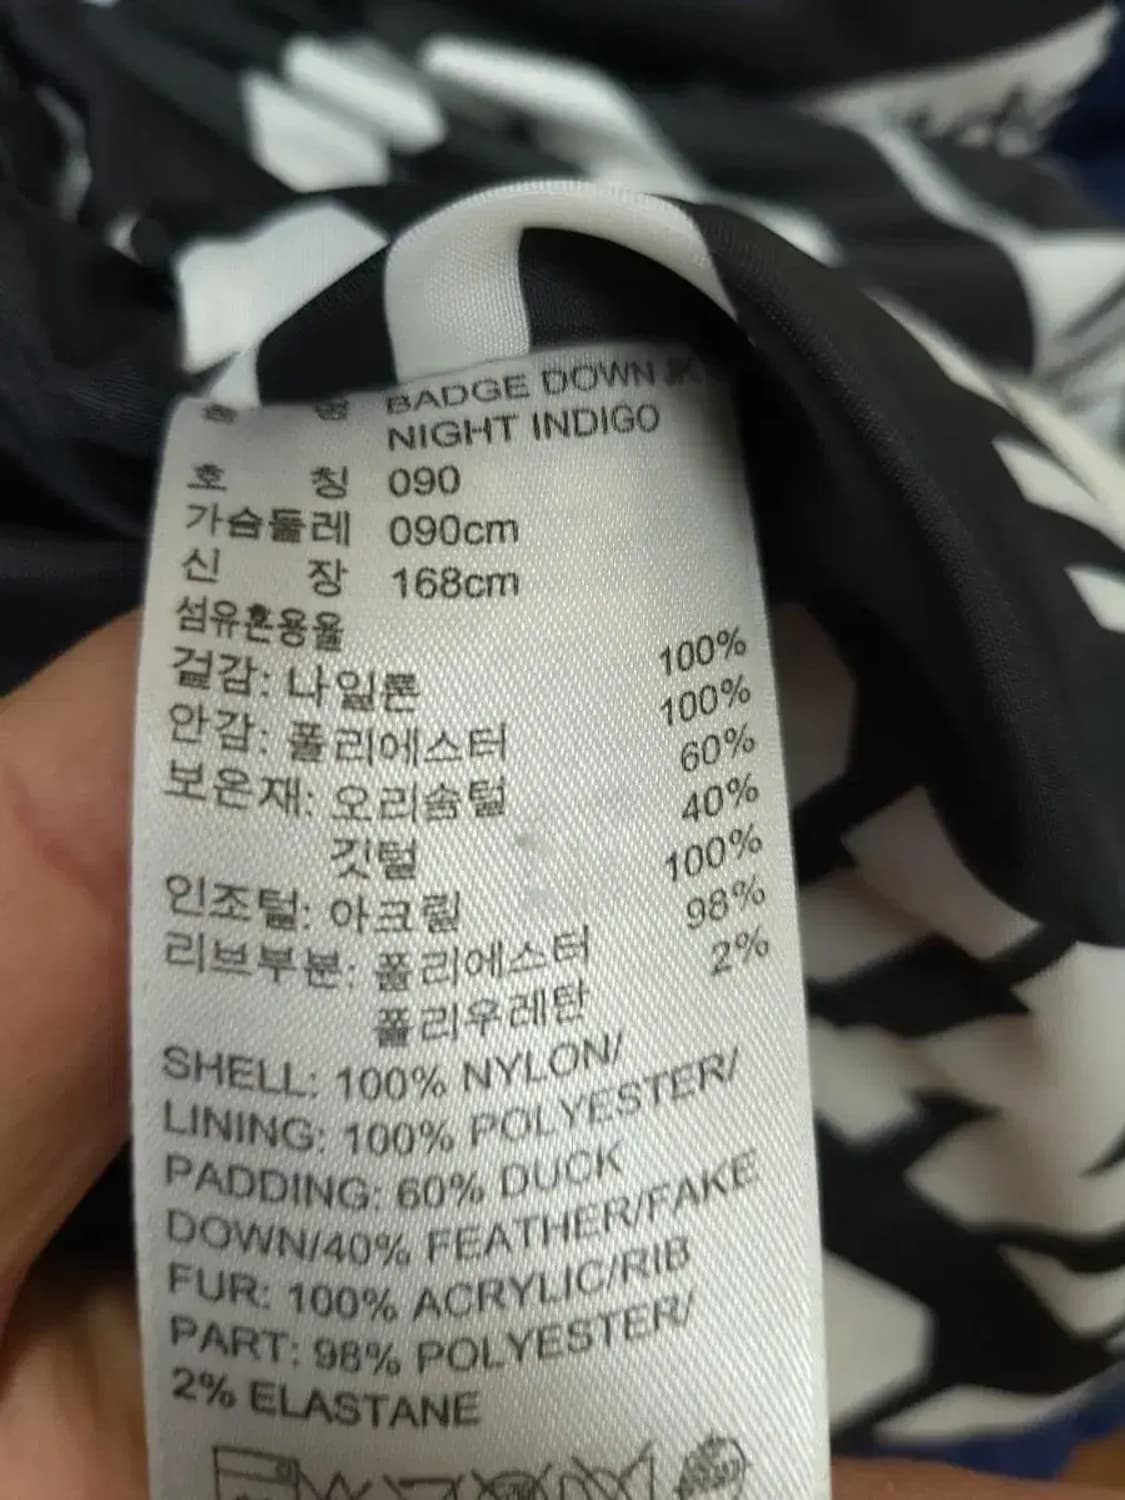 BADGE DOWN
NIGHT INDIGO
호 칭 090
가슴둘레 090cm
신 장 168cm
섬유혼용율
겉감: 나일론 100%
안감: 폴리에스터 100%
보온재: 오리솜털 60%
깃털 40%
인조털: 아크릴 100%
리브부분: 폴리에스터 98%
폴리우레탄 2%
SHELL: 100% NYLON/
LINING: 100% POLYESTER/
PADDING: 60% DUCK
DOWN/40% FEATHER/FAKE
FUR: 100% ACRYLIC/RIB
PART: 98% POLYESTER/
2% ELASTANE